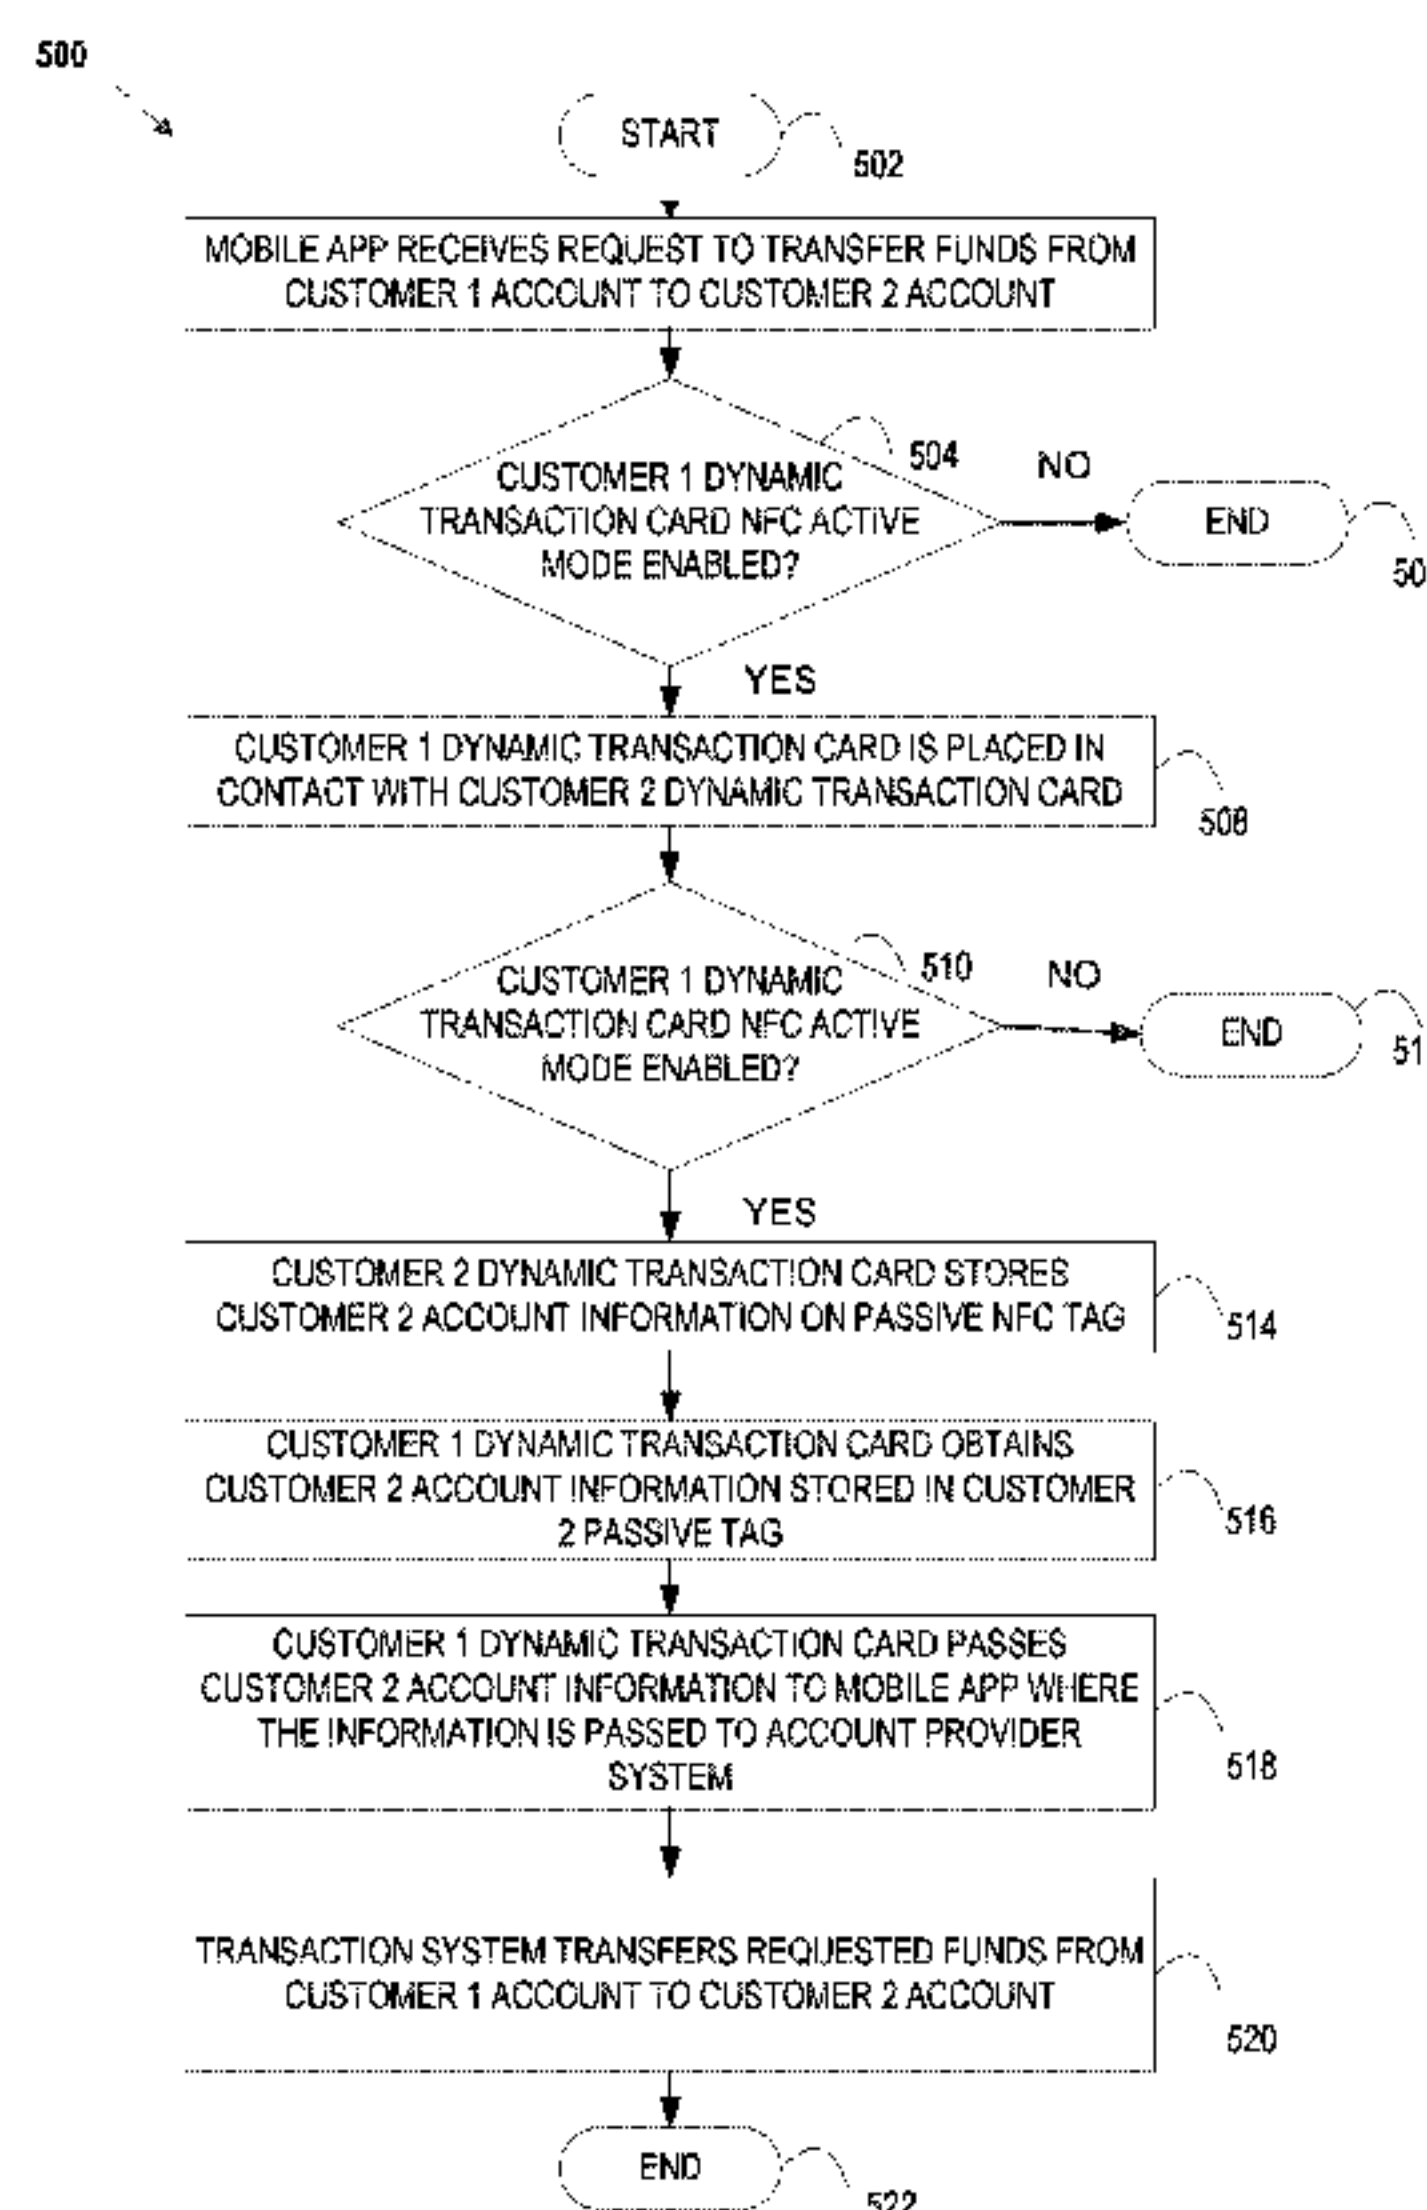 500
START
502
MOBILE APP RECEIVES REQUEST TO TRANSFER FUNDS FROM
CUSTOMER 1 ACCOUNT TO CUSTOMER 2 ACCOUNT
504
NO
CUSTOMER 1 DYNAMIC
TRANSACTION CARD NFC ACTIVE
MODE ENABLED?
END
50
YES
CUSTOMER 1 DYNAMIC TRANSACTION CARD IS PLACED IN
CONTACT WITH CUSTOMER 2 DYNAMIC TRANSACTION CARD
508
510
NO
CUSTOMER 1 DYNAMIC
TRANSACTION CARD NFC ACTIVE
MODE ENABLED?
END
51
YES
CUSTOMER 2 DYNAMIC TRANSACTION CARD STORES
CUSTOMER 2 ACCOUNT INFORMATION ON PASSIVE NFC TAG
514
CUSTOMER 1 DYNAMIC TRANSACTION CARD OBTAINS
CUSTOMER 2 ACCOUNT INFORMATION STORED IN CUSTOMER
2 PASSIVE TAG
516
CUSTOMER 1 DYNAMIC TRANSACTION CARD PASSES
CUSTOMER 2 ACCOUNT INFORMATION TO MOBILE APP WHERE
THE INFORMATION IS PASSED TO ACCOUNT PROVIDER
SYSTEM
518
TRANSACTION SYSTEM TRANSFERS REQUESTED FUNDS FROM
CUSTOMER 1 ACCOUNT TO CUSTOMER 2 ACCOUNT
520
END
522